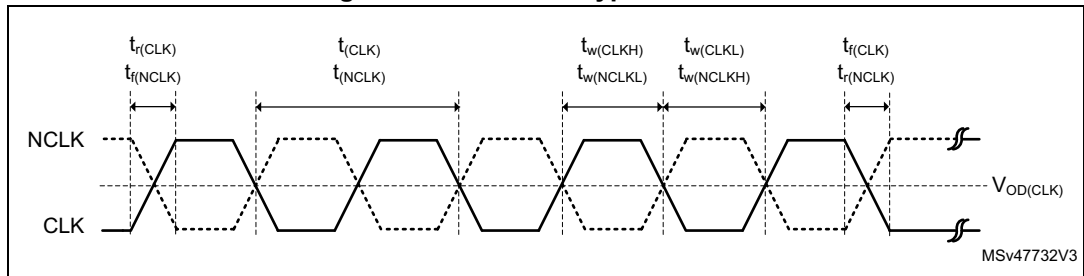 t_r(CLK) t_(CLK) t_w(CLKH) t_w(CLKL) t_f(CLK)
t_f(NCLK) t_(NCLK) t_w(NCLKL) t_w(NCLKH) t_r(NCLK)
NCLK
V_OD(CLK)
CLK
MSv47732V3